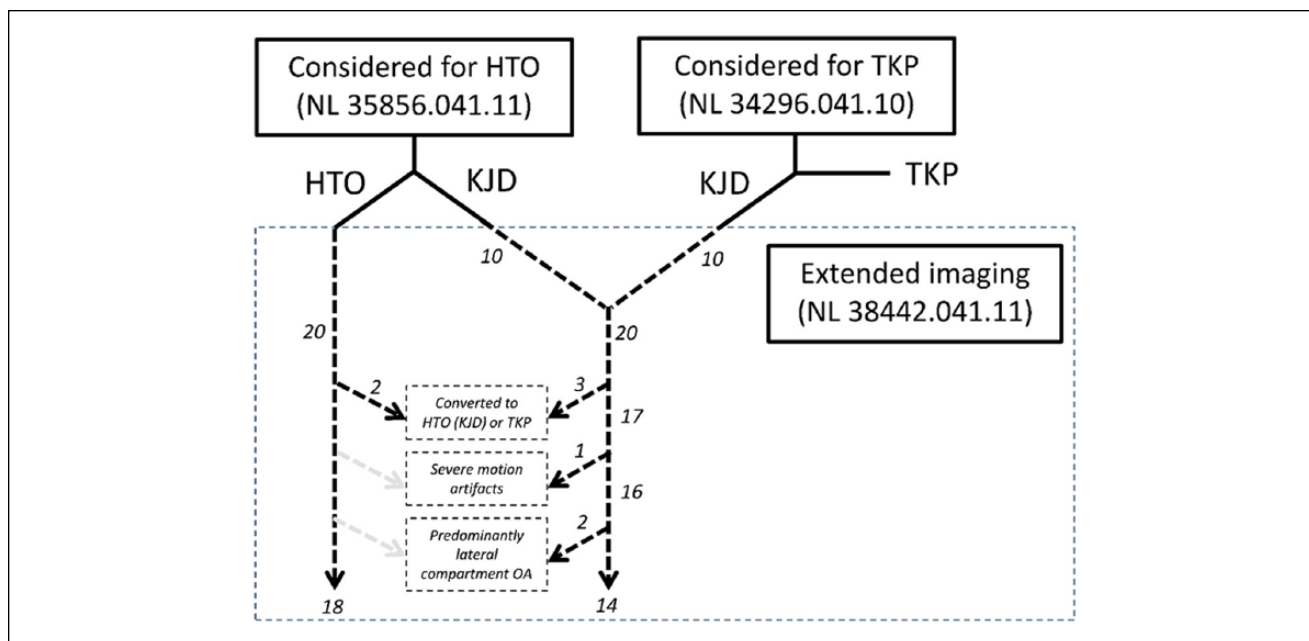 Considered for HTO
(NL 35856.041.11)
Considered for TKP
(NL 34296.041.10)
HTO
KJD
KJD
TKP
10
10
Extended imaging
(NL 38442.041.11)
20
20
2
3
Converted to
HTO (KJD) or TKP
17
1
Severe motion
artifacts
16
2
Predominantly
lateral
compartment OA
18
14